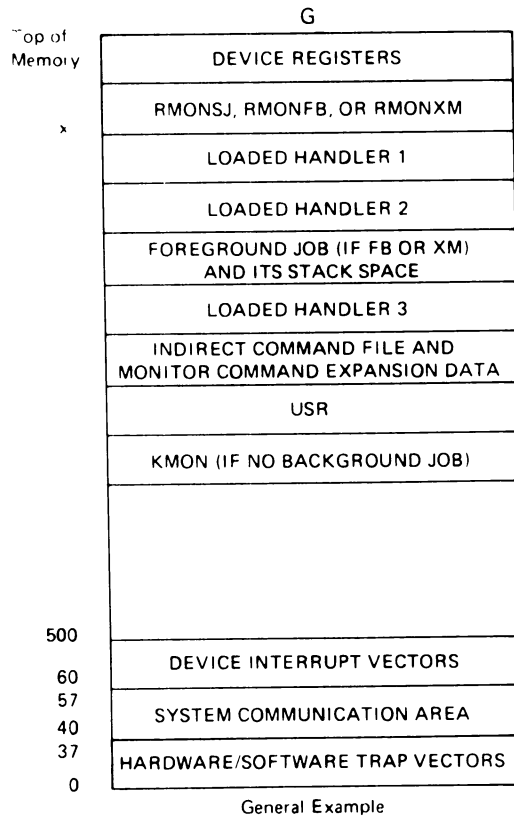 G
Top of
Memory
DEVICE REGISTERS
RMONSJ, RMONFB, OR RMONXM
x
LOADED HANDLER 1
LOADED HANDLER 2
FOREGROUND JOB (IF FB OR XM)
AND ITS STACK SPACE
LOADED HANDLER 3
INDIRECT COMMAND FILE AND
MONITOR COMMAND EXPANSION DATA
USR
KMON (IF NO BACKGROUND JOB)
500
DEVICE INTERRUPT VECTORS
60
57
SYSTEM COMMUNICATION AREA
40
37
HARDWARE/SOFTWARE TRAP VECTORS
0
General Example